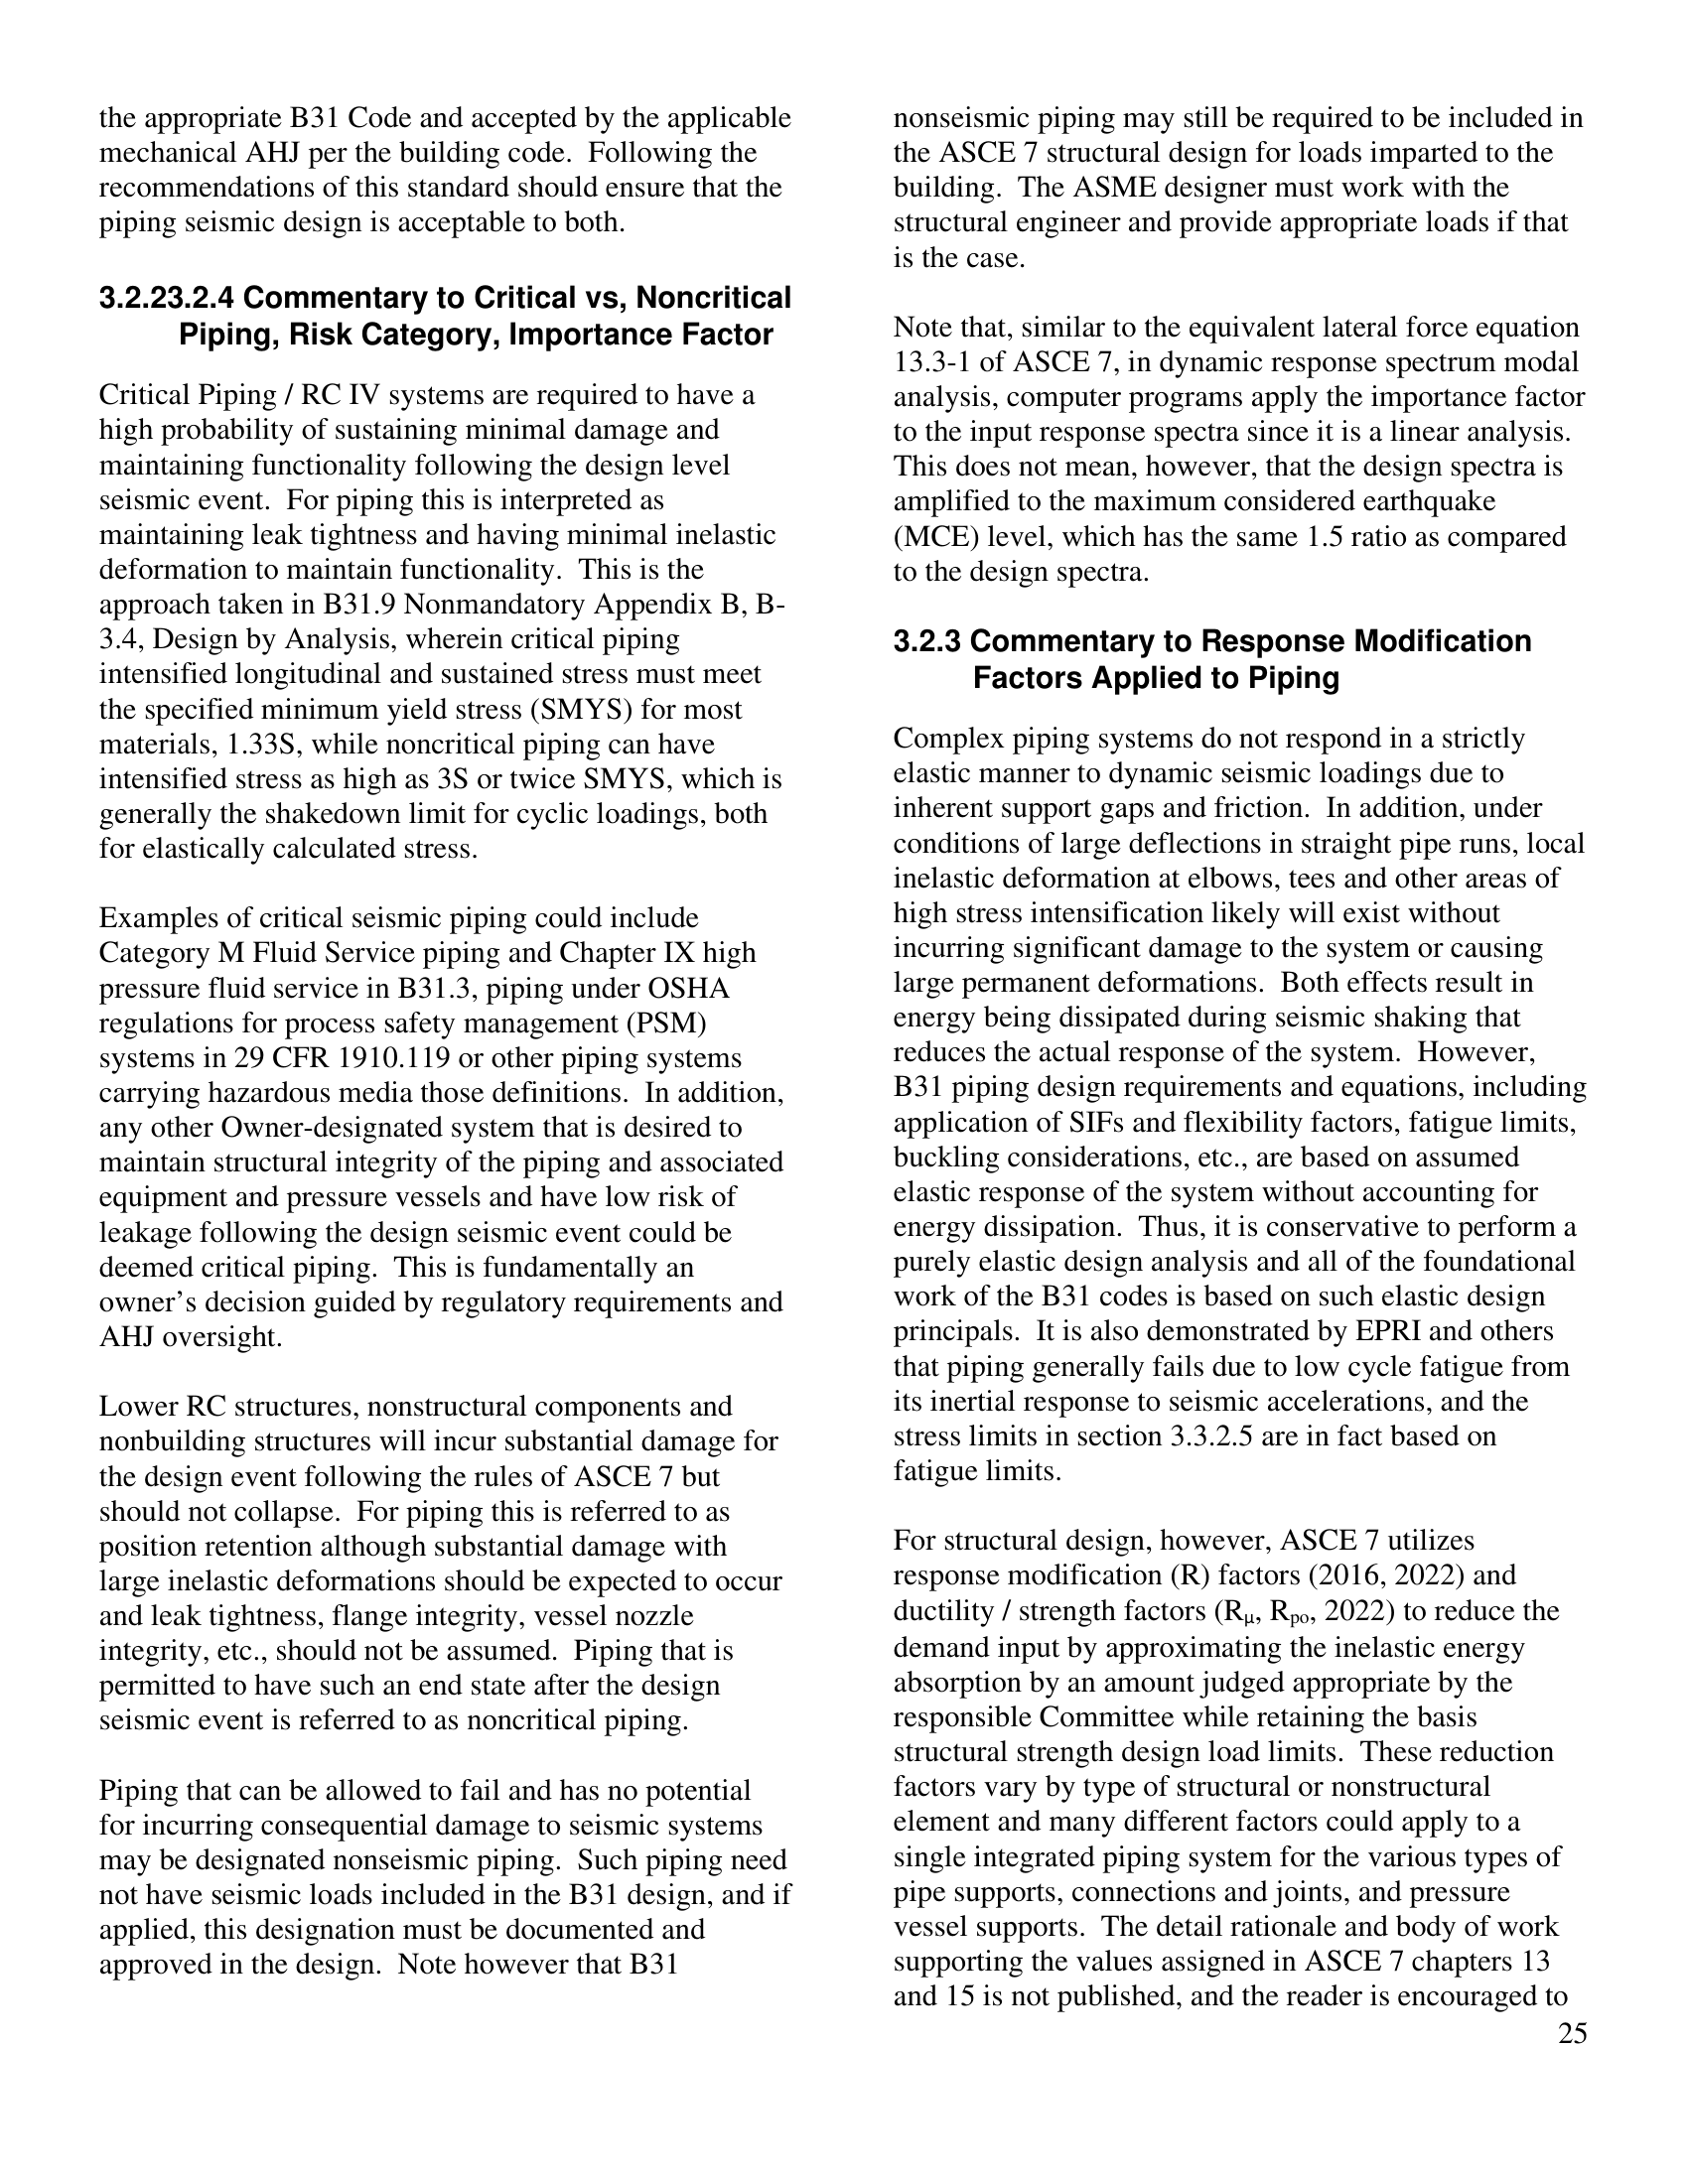 the appropriate B31 Code and accepted by the applicable
mechanical AHJ per the building code.  Following the
recommendations of this standard should ensure that the
piping seismic design is acceptable to both.
3.2.23.2.4 Commentary to Critical vs, Noncritical
Piping, Risk Category, Importance Factor
Critical Piping / RC IV systems are required to have a
high probability of sustaining minimal damage and
maintaining functionality following the design level
seismic event.  For piping this is interpreted as
maintaining leak tightness and having minimal inelastic
deformation to maintain functionality.  This is the
approach taken in B31.9 Nonmandatory Appendix B, B-
3.4, Design by Analysis, wherein critical piping
intensified longitudinal and sustained stress must meet
the specified minimum yield stress (SMYS) for most
materials, 1.33S, while noncritical piping can have
intensified stress as high as 3S or twice SMYS, which is
generally the shakedown limit for cyclic loadings, both
for elastically calculated stress.
Examples of critical seismic piping could include
Category M Fluid Service piping and Chapter IX high
pressure fluid service in B31.3, piping under OSHA
regulations for process safety management (PSM)
systems in 29 CFR 1910.119 or other piping systems
carrying hazardous media those definitions.  In addition,
any other Owner-designated system that is desired to
maintain structural integrity of the piping and associated
equipment and pressure vessels and have low risk of
leakage following the design seismic event could be
deemed critical piping.  This is fundamentally an
owner's decision guided by regulatory requirements and
AHJ oversight.
Lower RC structures, nonstructural components and
nonbuilding structures will incur substantial damage for
the design event following the rules of ASCE 7 but
should not collapse.  For piping this is referred to as
position retention although substantial damage with
large inelastic deformations should be expected to occur
and leak tightness, flange integrity, vessel nozzle
integrity, etc., should not be assumed.  Piping that is
permitted to have such an end state after the design
seismic event is referred to as noncritical piping.
Piping that can be allowed to fail and has no potential
for incurring consequential damage to seismic systems
may be designated nonseismic piping.  Such piping need
not have seismic loads included in the B31 design, and if
applied, this designation must be documented and
approved in the design.  Note however that B31
nonseismic piping may still be required to be included in
the ASCE 7 structural design for loads imparted to the
building.  The ASME designer must work with the
structural engineer and provide appropriate loads if that
is the case.
Note that, similar to the equivalent lateral force equation
13.3-1 of ASCE 7, in dynamic response spectrum modal
analysis, computer programs apply the importance factor
to the input response spectra since it is a linear analysis.
This does not mean, however, that the design spectra is
amplified to the maximum considered earthquake
(MCE) level, which has the same 1.5 ratio as compared
to the design spectra.
3.2.3 Commentary to Response Modification
Factors Applied to Piping
Complex piping systems do not respond in a strictly
elastic manner to dynamic seismic loadings due to
inherent support gaps and friction.  In addition, under
conditions of large deflections in straight pipe runs, local
inelastic deformation at elbows, tees and other areas of
high stress intensification likely will exist without
incurring significant damage to the system or causing
large permanent deformations.  Both effects result in
energy being dissipated during seismic shaking that
reduces the actual response of the system.  However,
B31 piping design requirements and equations, including
application of SIFs and flexibility factors, fatigue limits,
buckling considerations, etc., are based on assumed
elastic response of the system without accounting for
energy dissipation.  Thus, it is conservative to perform a
purely elastic design analysis and all of the foundational
work of the B31 codes is based on such elastic design
principals.  It is also demonstrated by EPRI and others
that piping generally fails due to low cycle fatigue from
its inertial response to seismic accelerations, and the
stress limits in section 3.3.2.5 are in fact based on
fatigue limits.
For structural design, however, ASCE 7 utilizes
response modification (R) factors (2016, 2022) and
ductility / strength factors (Rμ, Rpo, 2022) to reduce the
demand input by approximating the inelastic energy
absorption by an amount judged appropriate by the
responsible Committee while retaining the basis
structural strength design load limits.  These reduction
factors vary by type of structural or nonstructural
element and many different factors could apply to a
single integrated piping system for the various types of
pipe supports, connections and joints, and pressure
vessel supports.  The detail rationale and body of work
supporting the values assigned in ASCE 7 chapters 13
and 15 is not published, and the reader is encouraged to
25